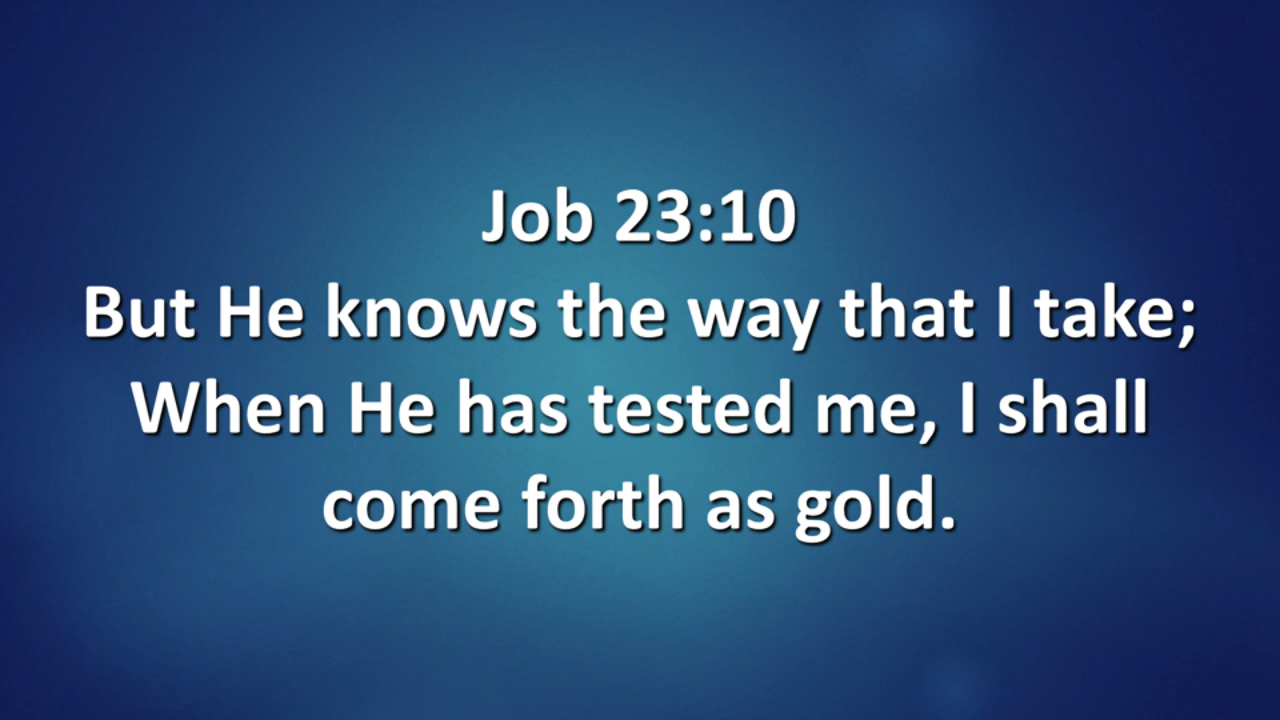 Job 23:10
But He knows the way that I take;
When He has tested me, I shall
come forth as gold.